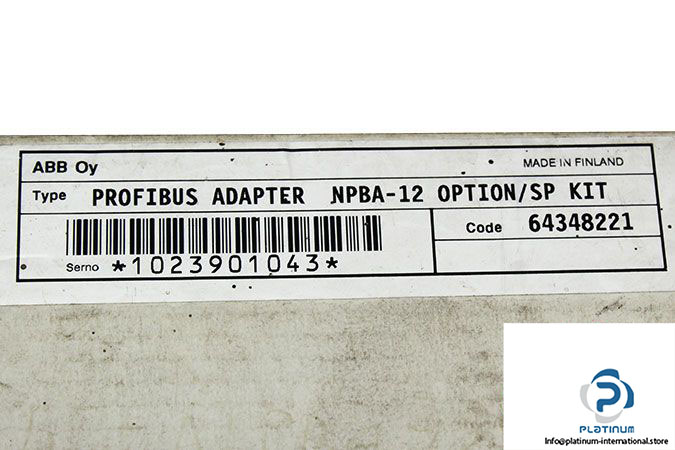 ABB Oy MADE IN FINLAND
Type PROFIBUS ADAPTER NPBA-12 OPTION/SP KIT
Code 64348221
Serno *1023901043*
PLATINUM
Info@platinum-international.store